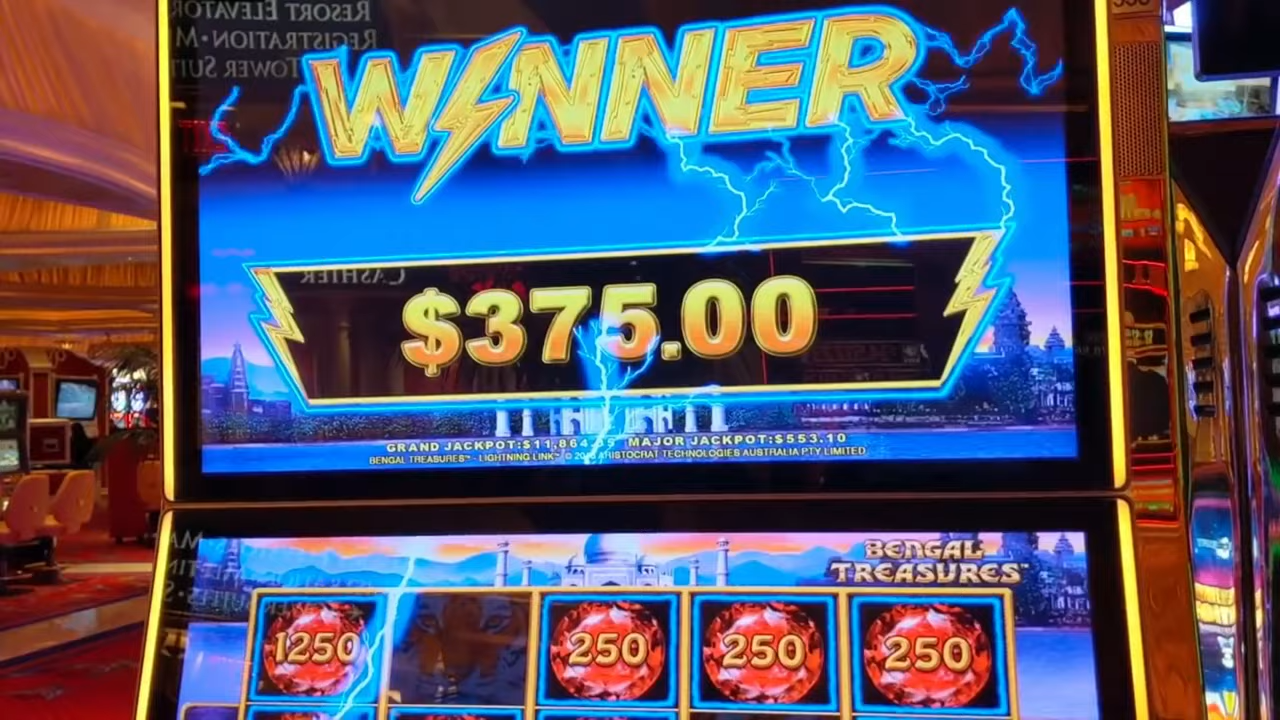 RESORT ELEVATOR
REGISTRATION • M
TOWER SUIT
WINNER
CASHIER
$375.00
GRAND JACKPOT:$11,864. MAJOR JACKPOT:$553.10
BENGAL TREASURES™ - LIGHTNING LINK™ © ARISTOCRAT TECHNOLOGIES AUSTRALIA PTY LIMITED
BENGAL
TREASURES™
1250 250 250 250